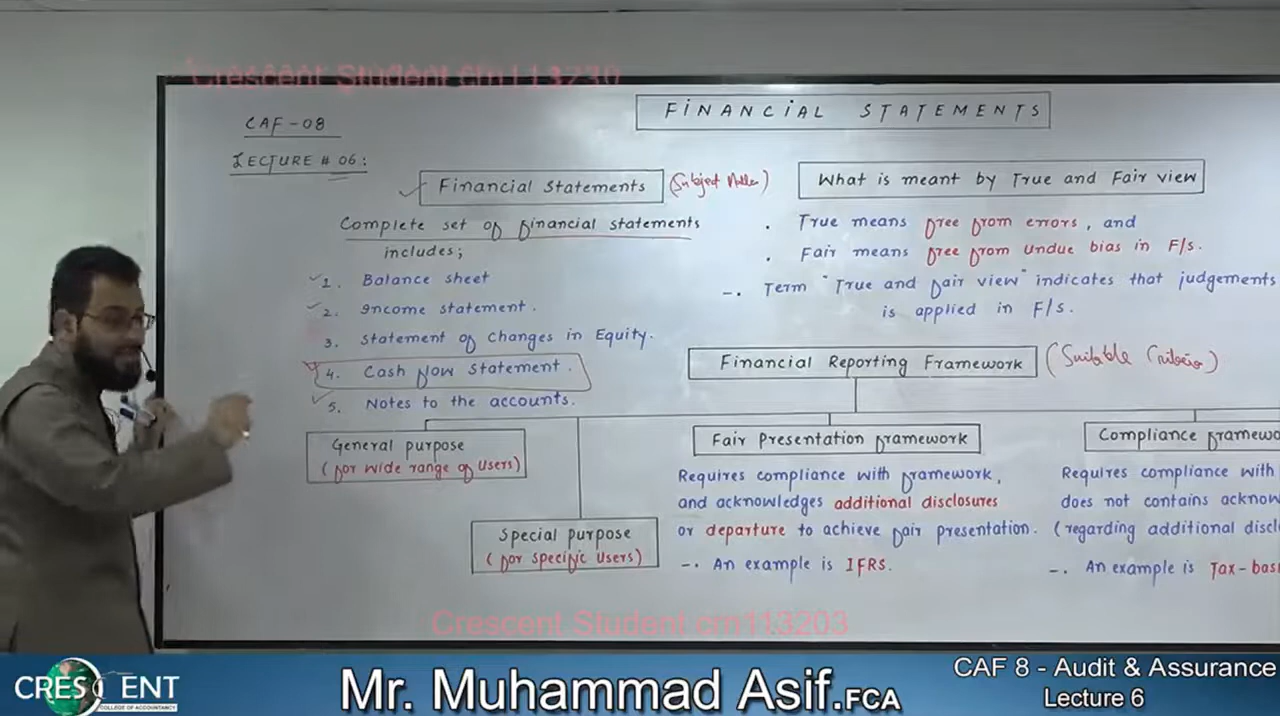 Crescent Student crn113230
FINANCIAL STATEMENTS
CAF-08
LECTURE # 06:
Financial Statements (Subject Matter)
Complete set of financial statements
includes;
1. Balance sheet
2. Income statement.
3. Statement of Changes in Equity.
4. Cash flow Statement.
5. Notes to the accounts.
What is meant by True and Fair view
. True means free from errors, and
. Fair means free from undue bias in F/s.
-. Term "True and fair view" indicates that judgements
is applied in F/s.
Financial Reporting Framework (Suitable Criteria)
General purpose
(for wide range of users)
Special purpose
(for specific users)
Fair Presentation framework
Requires compliance with framework,
and acknowledges additional disclosures
or departure to achieve fair presentation.
-. An example is IFRS.
Compliance framewo
Requires compliance with
does not contains acknow
(regarding additional discl
-. An example is Tax-bas
Crescent Student crn113203
CRESCENT
COLLEGE OF ACCOUNTANCY
Mr. Muhammad Asif.FCA
CAF 8 - Audit & Assurance
Lecture 6